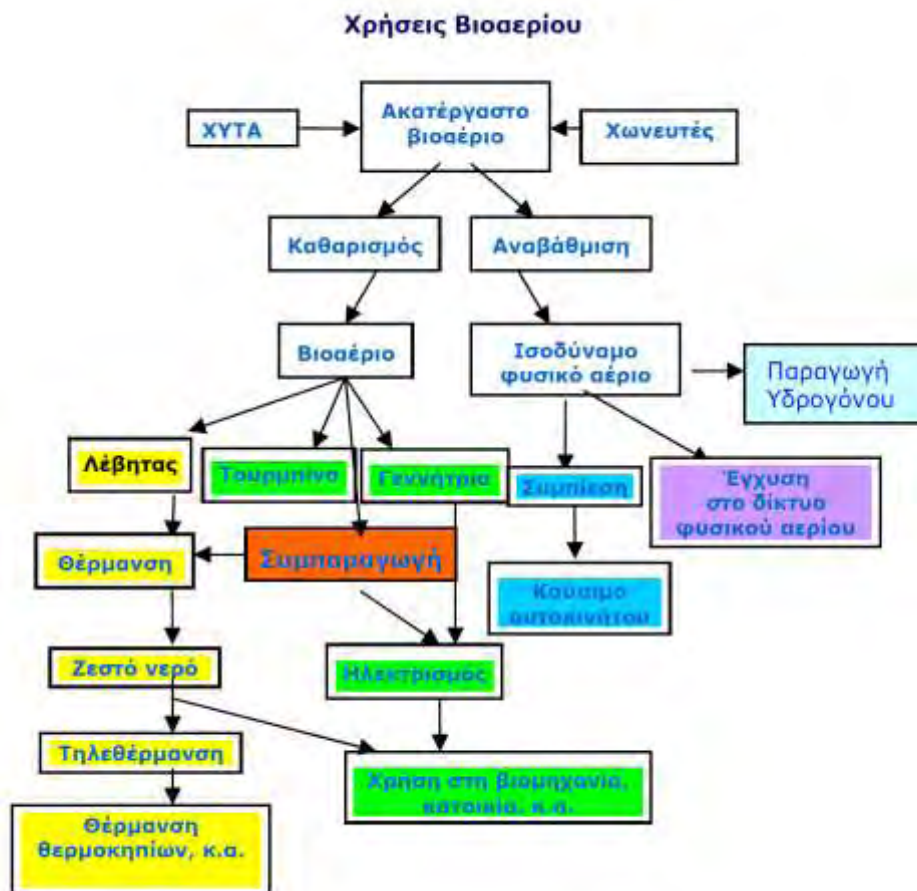 Χρήσεις Βιοαερίου
ΧΥΤΑ
Ακατέργαστο
βιοαέριο
Χωνευτές
Καθαρισμός
Αναβάθμιση
Βιοαέριο
Ισοδύναμο
φυσικό αέριο
Παραγωγή
Υδρογόνου
Λέβητας
Τουρμπίνα
Γεννήτρια
Συμπίεση
Έγχυση
στο δίκτυο
φυσικού αερίου
Θέρμανση
Συμπαραγωγή
Καύσιμο
αυτοκινήτου
Ζεστό νερό
Ηλεκτρισμός
Τηλεθέρμανση
Χρήση στη βιομηχανία,
κατοικία, κ.α.
Θέρμανση
θερμοκηπίων, κ.α.